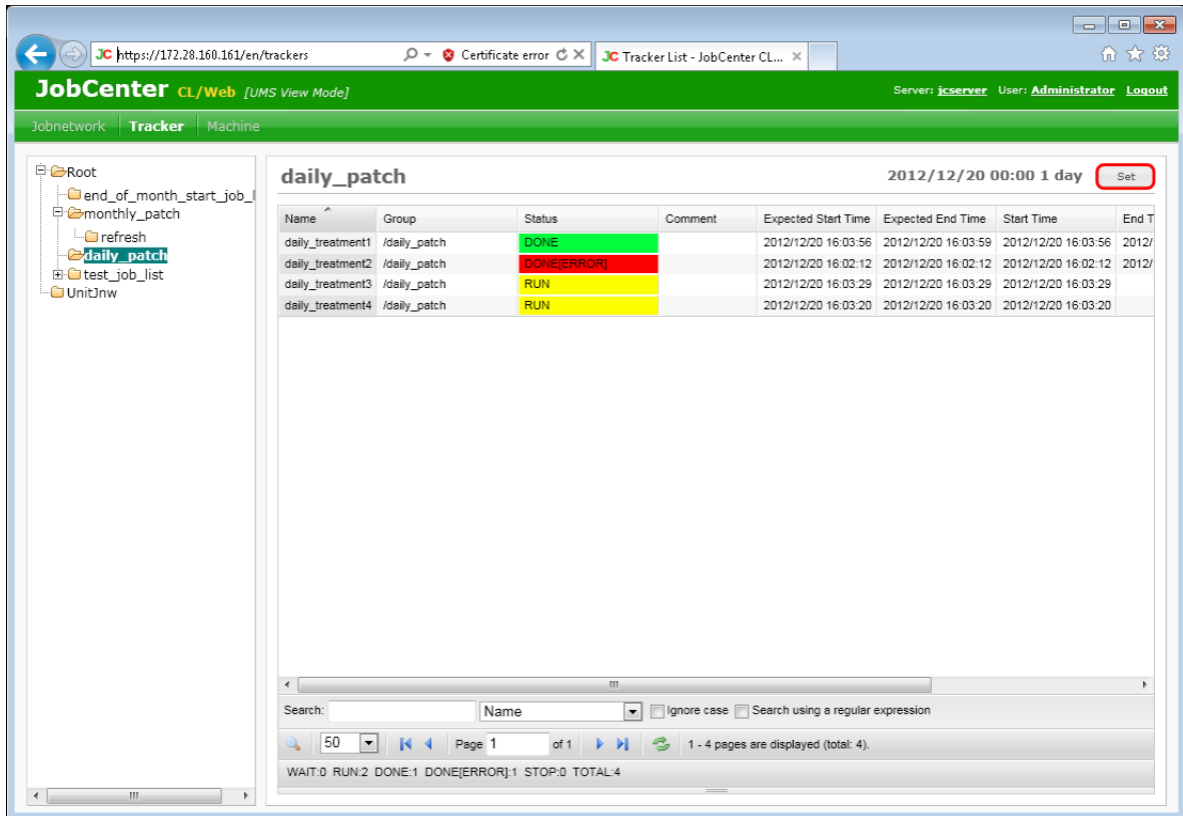 https://172.28.160.161/en/trackers
Certificate error
JC Tracker List - JobCenter CL...
JobCenter CL/Web [UMS View Mode]
Server: jcserver User: Administrator Logout
Jobnetwork Tracker Machine
Root
end_of_month_start_job_l
monthly_patch
refresh
daily_patch
test_job_list
UnitJnw
daily_patch 2012/12/20 00:00 1 day Set
Name Group Status Comment Expected Start Time Expected End Time Start Time End T
daily_treatment1 /daily_patch DONE 2012/12/20 16:03:56 2012/12/20 16:03:59 2012/12/20 16:03:56 2012/
daily_treatment2 /daily_patch DONE[ERROR] 2012/12/20 16:02:12 2012/12/20 16:02:12 2012/12/20 16:02:12 2012/
daily_treatment3 /daily_patch RUN 2012/12/20 16:03:29 2012/12/20 16:03:29 2012/12/20 16:03:29
daily_treatment4 /daily_patch RUN 2012/12/20 16:03:20 2012/12/20 16:03:20 2012/12/20 16:03:20
Search: Name Ignore case Search using a regular expression
50 Page 1 of 1 1 - 4 pages are displayed (total: 4).
WAIT:0 RUN:2 DONE:1 DONE[ERROR]:1 STOP:0 TOTAL:4